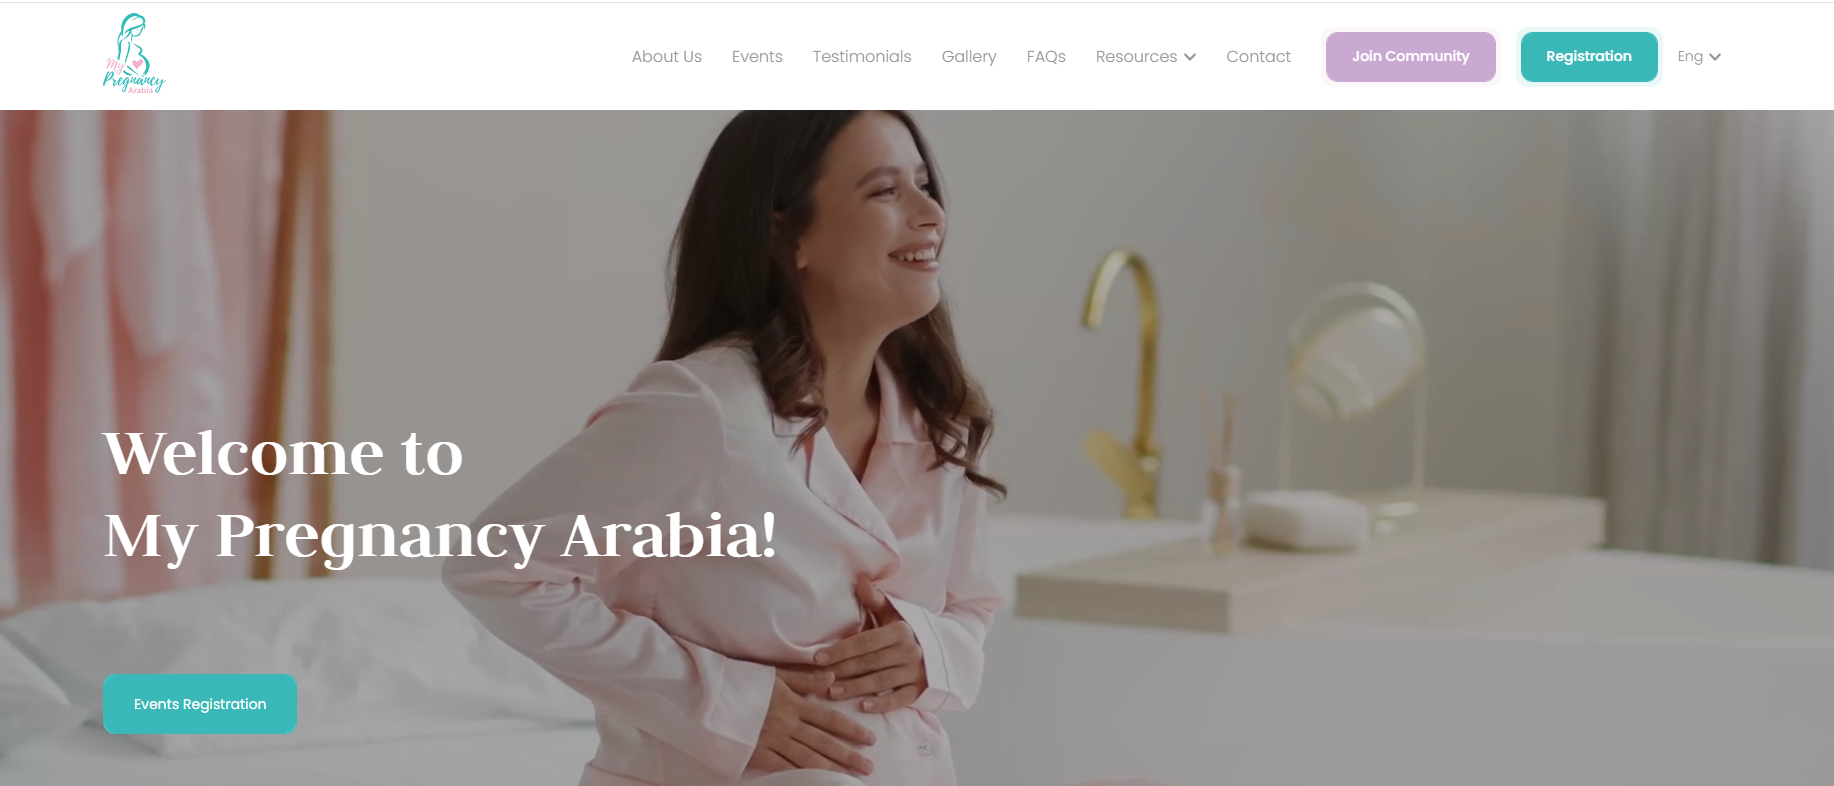 My
Pregnancy
Arabia
About Us
Events
Testimonials
Gallery
FAQs
Resources
Contact
Join Community
Registration
Eng
Welcome to
My Pregnancy Arabia!
Events Registration